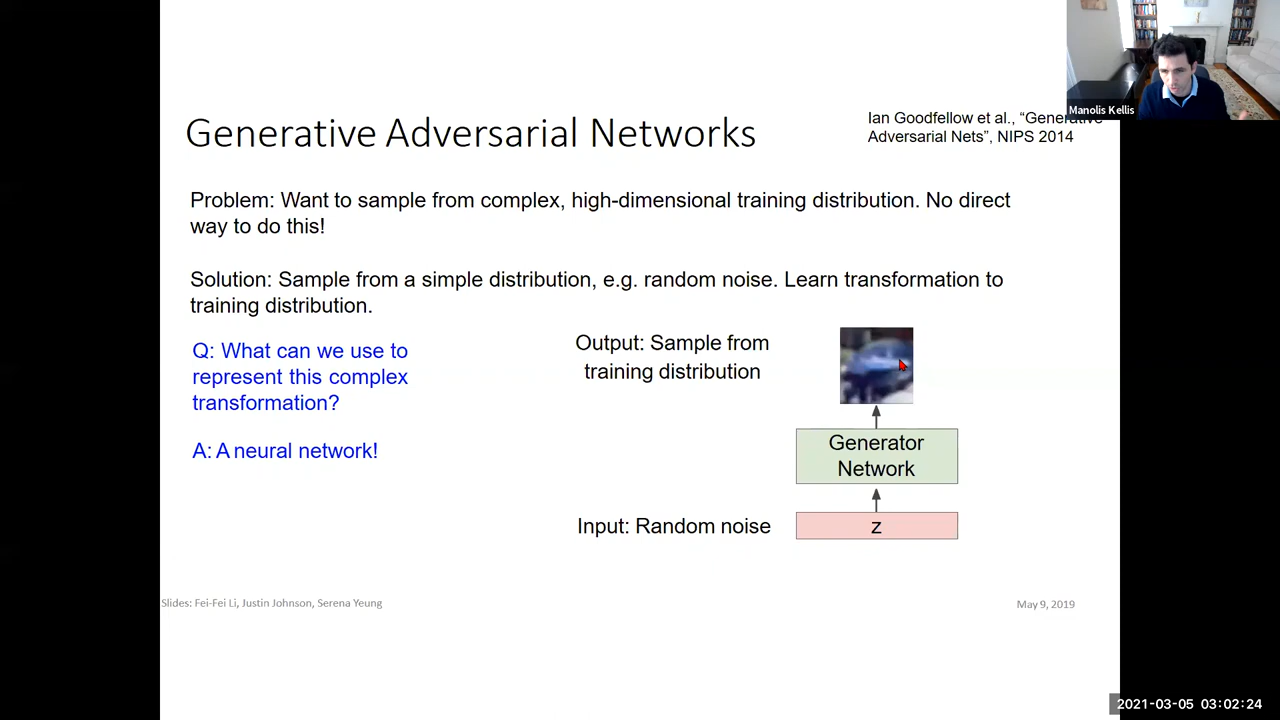 Manolis Kellis
Generative Adversarial Networks
Ian Goodfellow et al., “Generative
Adversarial Nets”, NIPS 2014
Problem: Want to sample from complex, high-dimensional training distribution. No direct
way to do this!
Solution: Sample from a simple distribution, e.g. random noise. Learn transformation to
training distribution.
Q: What can we use to
represent this complex
transformation?
A: A neural network!
Output: Sample from
training distribution
Generator
Network
Input: Random noise
z
Slides: Fei-Fei Li, Justin Johnson, Serena Yeung
May 9, 2019
2021-03-05 03:02:24